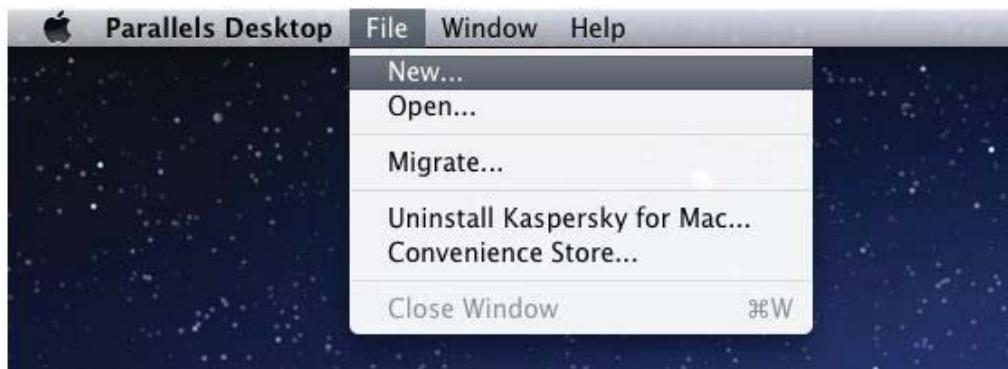 Parallels Desktop File Window Help
New...
Open...
Migrate...
Uninstall Kaspersky for Mac...
Convenience Store...
Close Window ⌘W